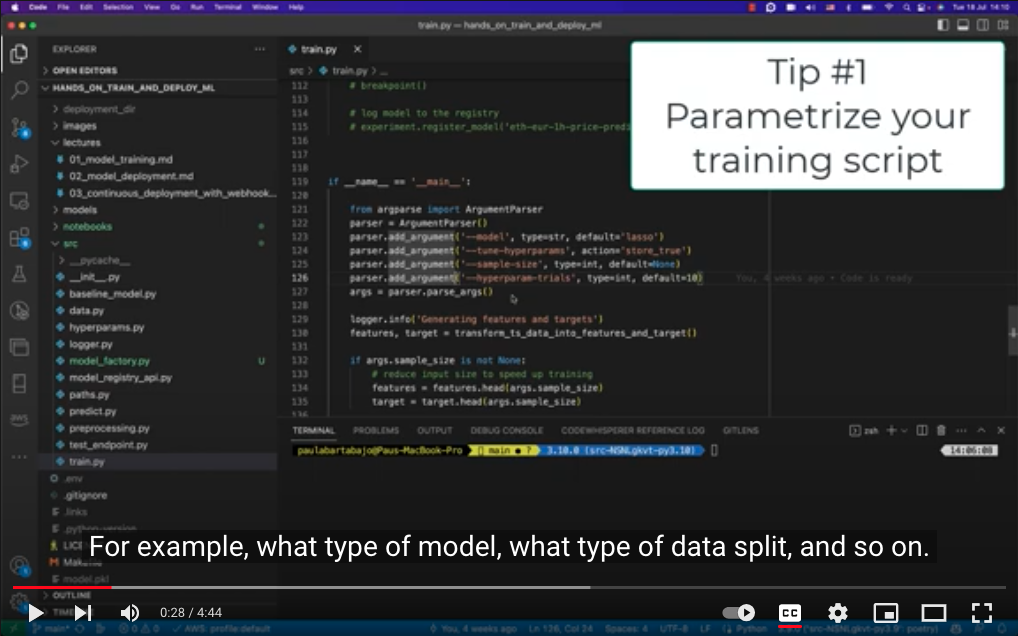 Code File Edit Selection View Go Run Terminal Window Help
Tue 18 Jul 14:10
train.py — hands_on_train_and_deploy_ml
EXPLORER
OPEN EDITORS
HANDS_ON_TRAIN_AND_DEPLOY_ML
deployment_dir
images
lectures
01_model_training.md
02_model_deployment.md
03_continuous_deployment_with_webhook...
models
notebooks
src
__pycache__
__init__.py
baseline_model.py
data.py
hyperparams.py
logger.py
model_factory.py U
model_registry_api.py
paths.py
predict.py
preprocessing.py
test_endpoint.py
train.py
.env
.gitignore
.links
.python-version
LICE
Make
model.pkl
OUTLINE
aws
train.py
src > train.py > ...
112 # breakpoint()
113
114 # log model to the registry
115 # experiment.register_model('eth-eur-1h-price-predi
116
117
118
119 if __name__ == '__main__':
120
121 from argparse import ArgumentParser
122 parser = ArgumentParser()
123 parser.add_argument('--model', type=str, default='lasso')
124 parser.add_argument('--tune-hyperparams', action='store_true')
125 parser.add_argument('--sample-size', type=int, default=None)
126 parser.add_argument('--hyperparam-trials', type=int, default=10) You, 4 weeks ago • Code is ready
127 args = parser.parse_args()
128
129 logger.info('Generating features and targets')
130 features, target = transform_ts_data_into_features_and_target()
131
132 if args.sample_size is not None:
133 # reduce input size to speed up training
134 features = features.head(args.sample_size)
135 target = target.head(args.sample_size)
136
Tip #1
Parametrize your
training script
TERMINAL PROBLEMS OUTPUT DEBUG CONSOLE CODEWHISPERER REFERENCE LOG GITLENS
zsh
paulabartabajo@Paus-MacBook-Pro main ● ? 3.10.0 (src-NSNLgkvt-py3.10) 14:06:08
For example, what type of model, what type of data split, and so on.
0:28 / 4:44
CC
main* AWS: profile:default You, 4 weeks ago Ln 126, Col 24 Spaces: 4 UTF-8 LF Python